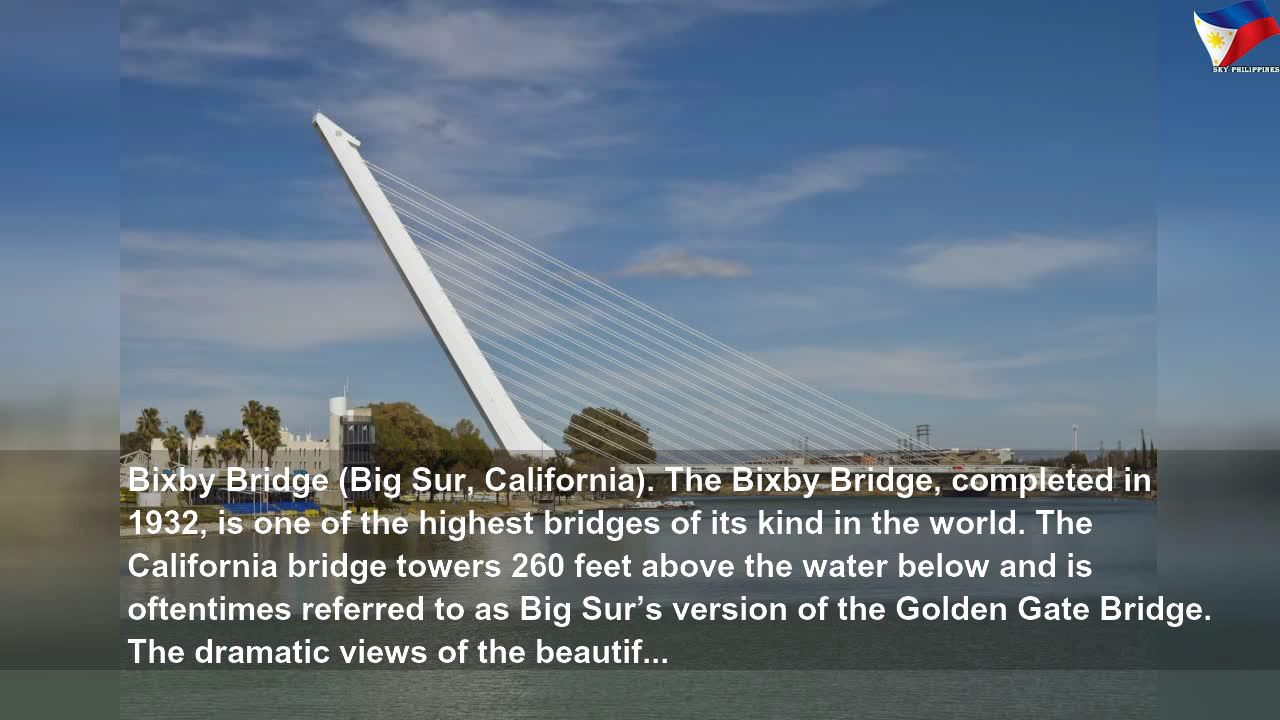 SKY PHILIPPINES
Bixby Bridge (Big Sur, California). The Bixby Bridge, completed in
1932, is one of the highest bridges of its kind in the world. The
California bridge towers 260 feet above the water below and is
oftentimes referred to as Big Sur’s version of the Golden Gate Bridge.
The dramatic views of the beautif...